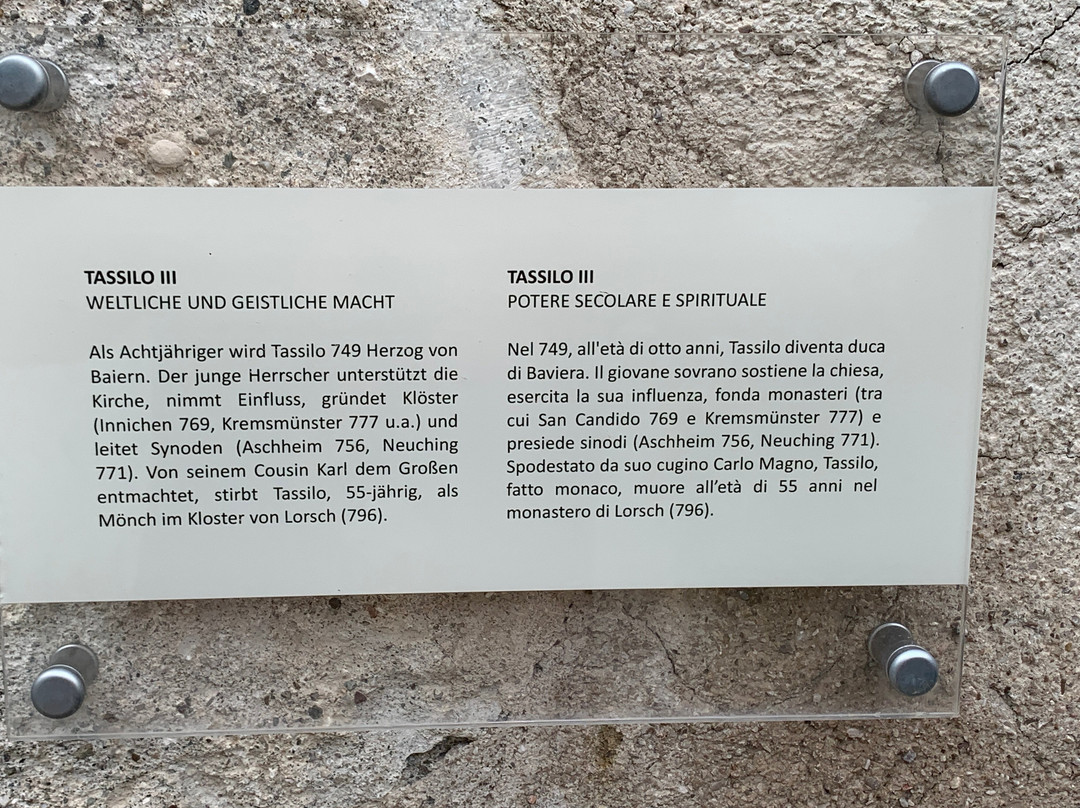 TASSILO III
WELTLICHE UND GEISTLICHE MACHT
Als Achtjähriger wird Tassilo 749 Herzog von
Baiern. Der junge Herrscher unterstützt die
Kirche, nimmt Einfluss, gründet Klöster
(Innichen 769, Kremsmünster 777 u.a.) und
leitet Synoden (Aschheim 756, Neuching
771). Von seinem Cousin Karl dem Großen
entmachtet, stirbt Tassilo, 55-jährig, als
Mönch im Kloster von Lorsch (796).
TASSILO III
POTERE SECOLARE E SPIRITUALE
Nel 749, all'età di otto anni, Tassilo diventa duca
di Baviera. Il giovane sovrano sostiene la chiesa,
esercita la sua influenza, fonda monasteri (tra
cui San Candido 769 e Kremsmünster 777) e
presiede sinodi (Aschheim 756, Neuching 771).
Spodestato da suo cugino Carlo Magno, Tassilo,
fatto monaco, muore all’età di 55 anni nel
monastero di Lorsch (796).